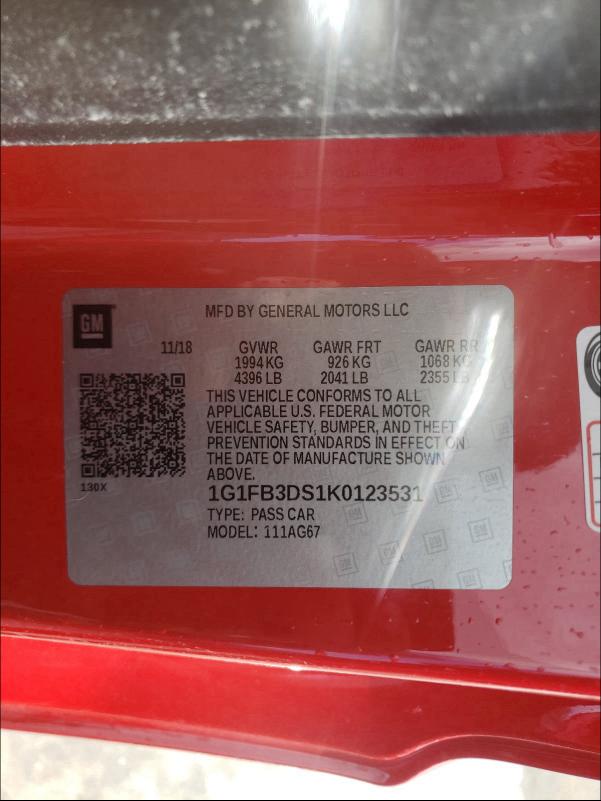 GM
MFD BY GENERAL MOTORS LLC
11/18 GVWR GAWR FRT GAWR RR
1994 KG 926 KG 1068 KG
4396 LB 2041 LB 2355 LB
THIS VEHICLE CONFORMS TO ALL
APPLICABLE U.S. FEDERAL MOTOR
VEHICLE SAFETY, BUMPER, AND THEFT
PREVENTION STANDARDS IN EFFECT ON
THE DATE OF MANUFACTURE SHOWN
ABOVE.
130X
1G1FB3DS1K0123531
TYPE: PASS CAR
MODEL: 111AG67